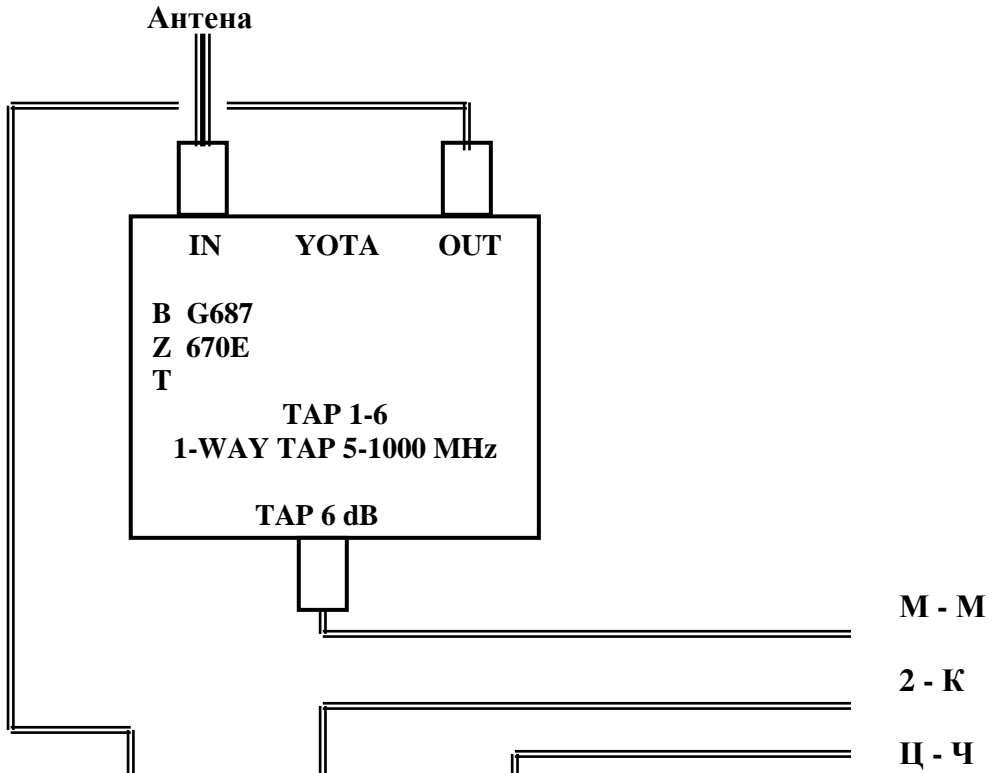 Антена
IN YOTA OUT
B G687
Z 670E
T
TAP 1-6
1-WAY TAP 5-1000 MHz
TAP 6 dB
М - М
2 - К
Ц - Ч